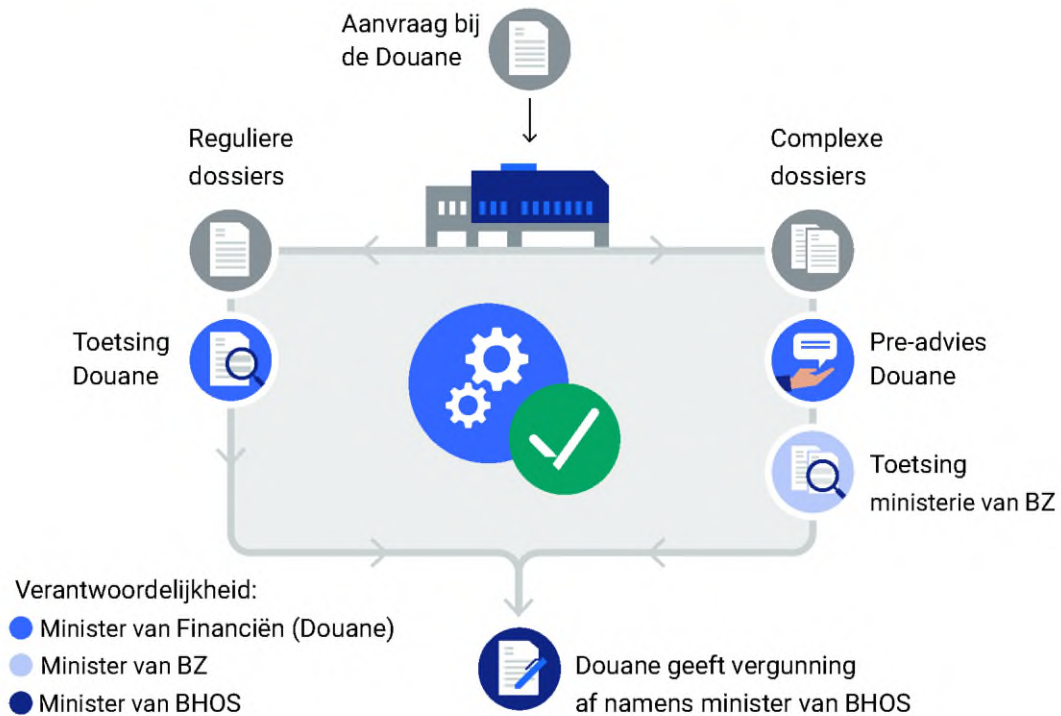 Aanvraag bij
de Douane
Reguliere
dossiers
Complexe
dossiers
Toetsing
Douane
Pre-advies
Douane
Toetsing
ministerie van BZ
Verantwoordelijkheid:
Minister van Financiën (Douane)
Minister van BZ
Minister van BHOS
Douane geeft vergunning
af namens minister van BHOS